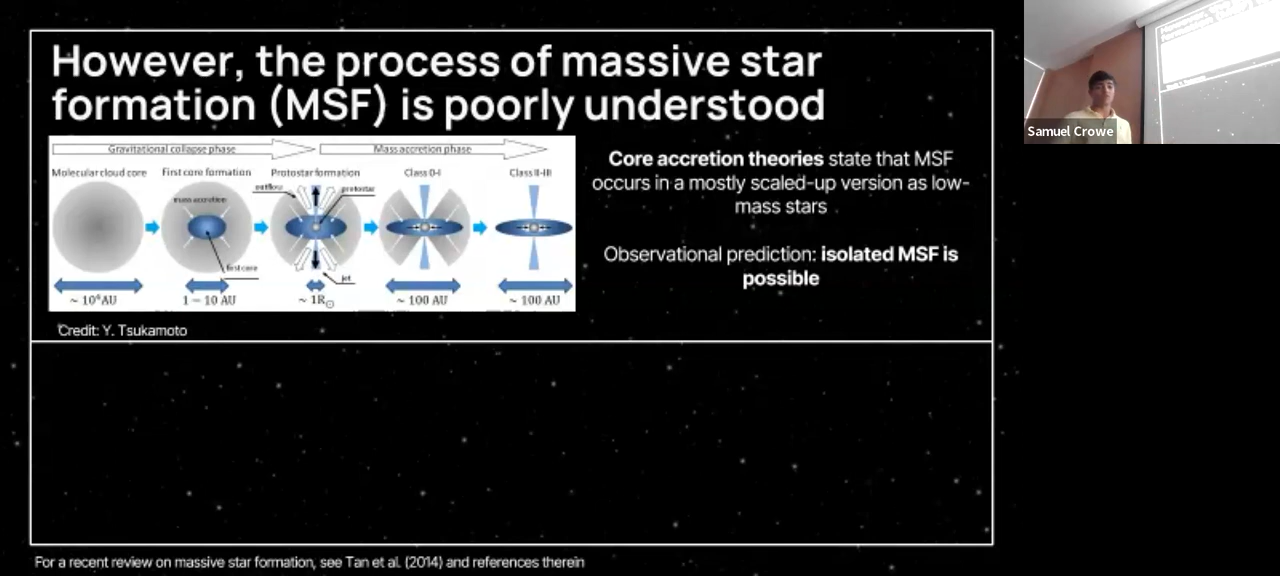 However, the process of massive star
formation (MSF) is poorly understood
Gravitational collapse phase
Mass accretion phase
Molecular cloud core
First core formation
Protostar formation
Class 0-I
Class II-III
outflow
protostar
mass accretion
first core
jet
~ 10⁴AU
1 − 10 AU
~ 1R⊙
~ 100 AU
~ 100 AU
Credit: Y. Tsukamoto
Core accretion theories state that MSF
occurs in a mostly scaled-up version as low-
mass stars
Observational prediction: isolated MSF is
possible
For a recent review on massive star formation, see Tan et al. (2014) and references therein
Samuel Crowe